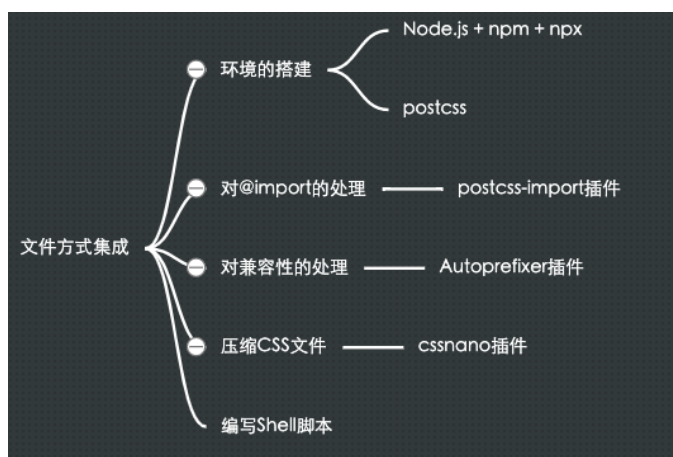 文件方式集成
环境的搭建
Node.js + npm + npx
postcss
对@import的处理
postcss-import插件
对兼容性的处理
Autoprefixer插件
压缩CSS文件
cssnano插件
编写Shell脚本